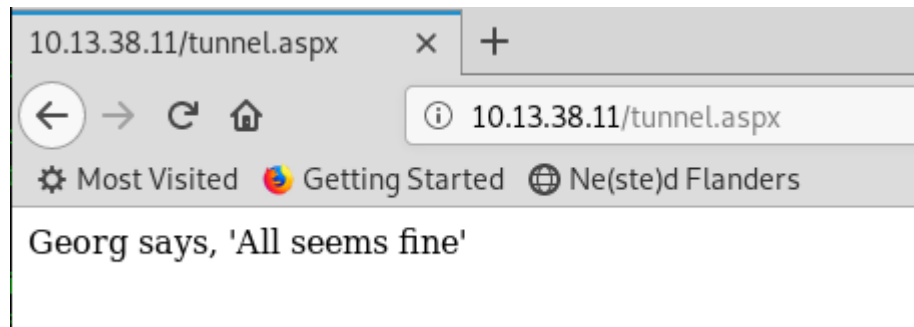 10.13.38.11/tunnel.aspx
10.13.38.11/tunnel.aspx
Most Visited Getting Started Ne(ste)d Flanders
Georg says, 'All seems fine'